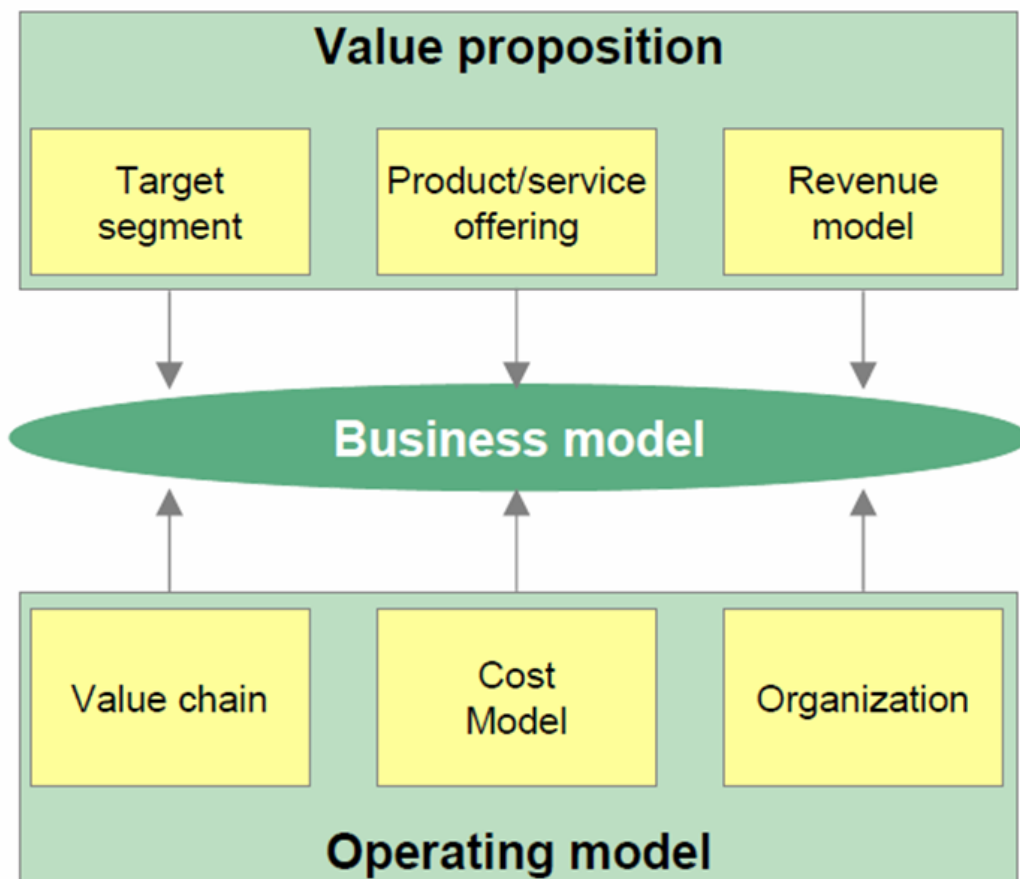 Value proposition
Target
segment
Product/service
offering
Revenue
model
Business model
Value chain
Cost
Model
Organization
Operating model